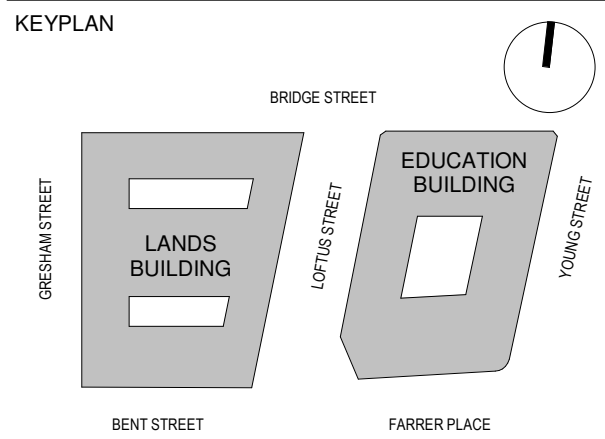 KEYPLAN
BRIDGE STREET
GRESHAM STREET
LANDS
BUILDING
LOFTUS STREET
EDUCATION
BUILDING
YOUNG STREET
BENT STREET
FARRER PLACE